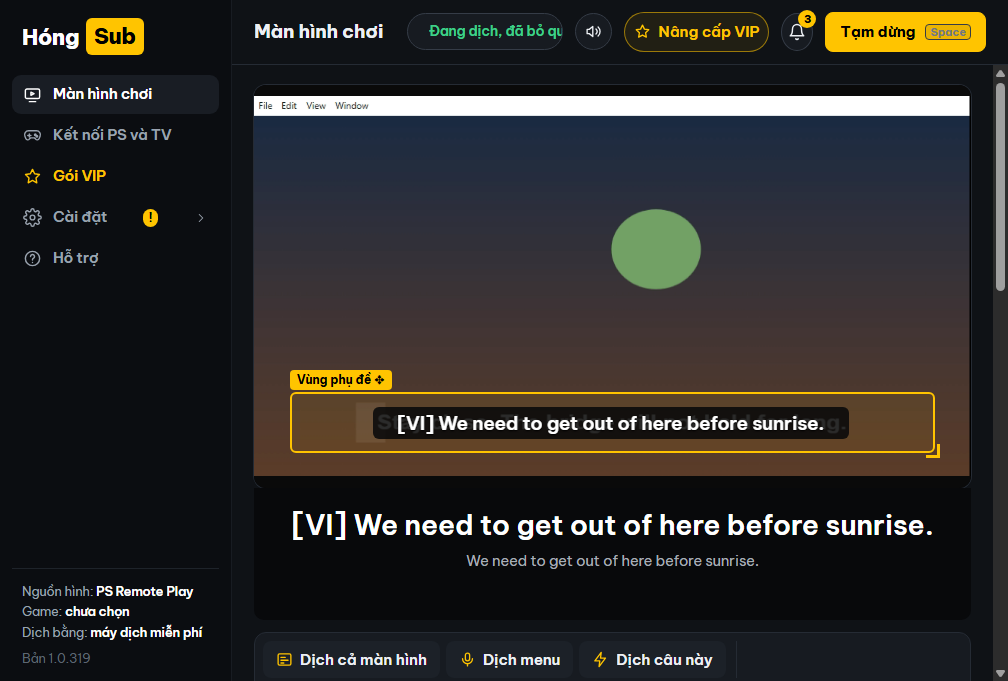 Hóng Sub
Màn hình chơi
Kết nối PS và TV
Gói VIP
Cài đặt !
Hỗ trợ
Nguồn hình: PS Remote Play
Game: chưa chọn
Dịch bằng: máy dịch miễn phí
Bản 1.0.319
Màn hình chơi
Đang dịch, đã bỏ
Nâng cấp VIP
3
Tạm dừng Space
File Edit View Window
Vùng phụ đề
[VI] We need to get out of here before sunrise.
[VI] We need to get out of here before sunrise.
We need to get out of here before sunrise.
Dịch cả màn hình
Dịch menu
Dịch câu này